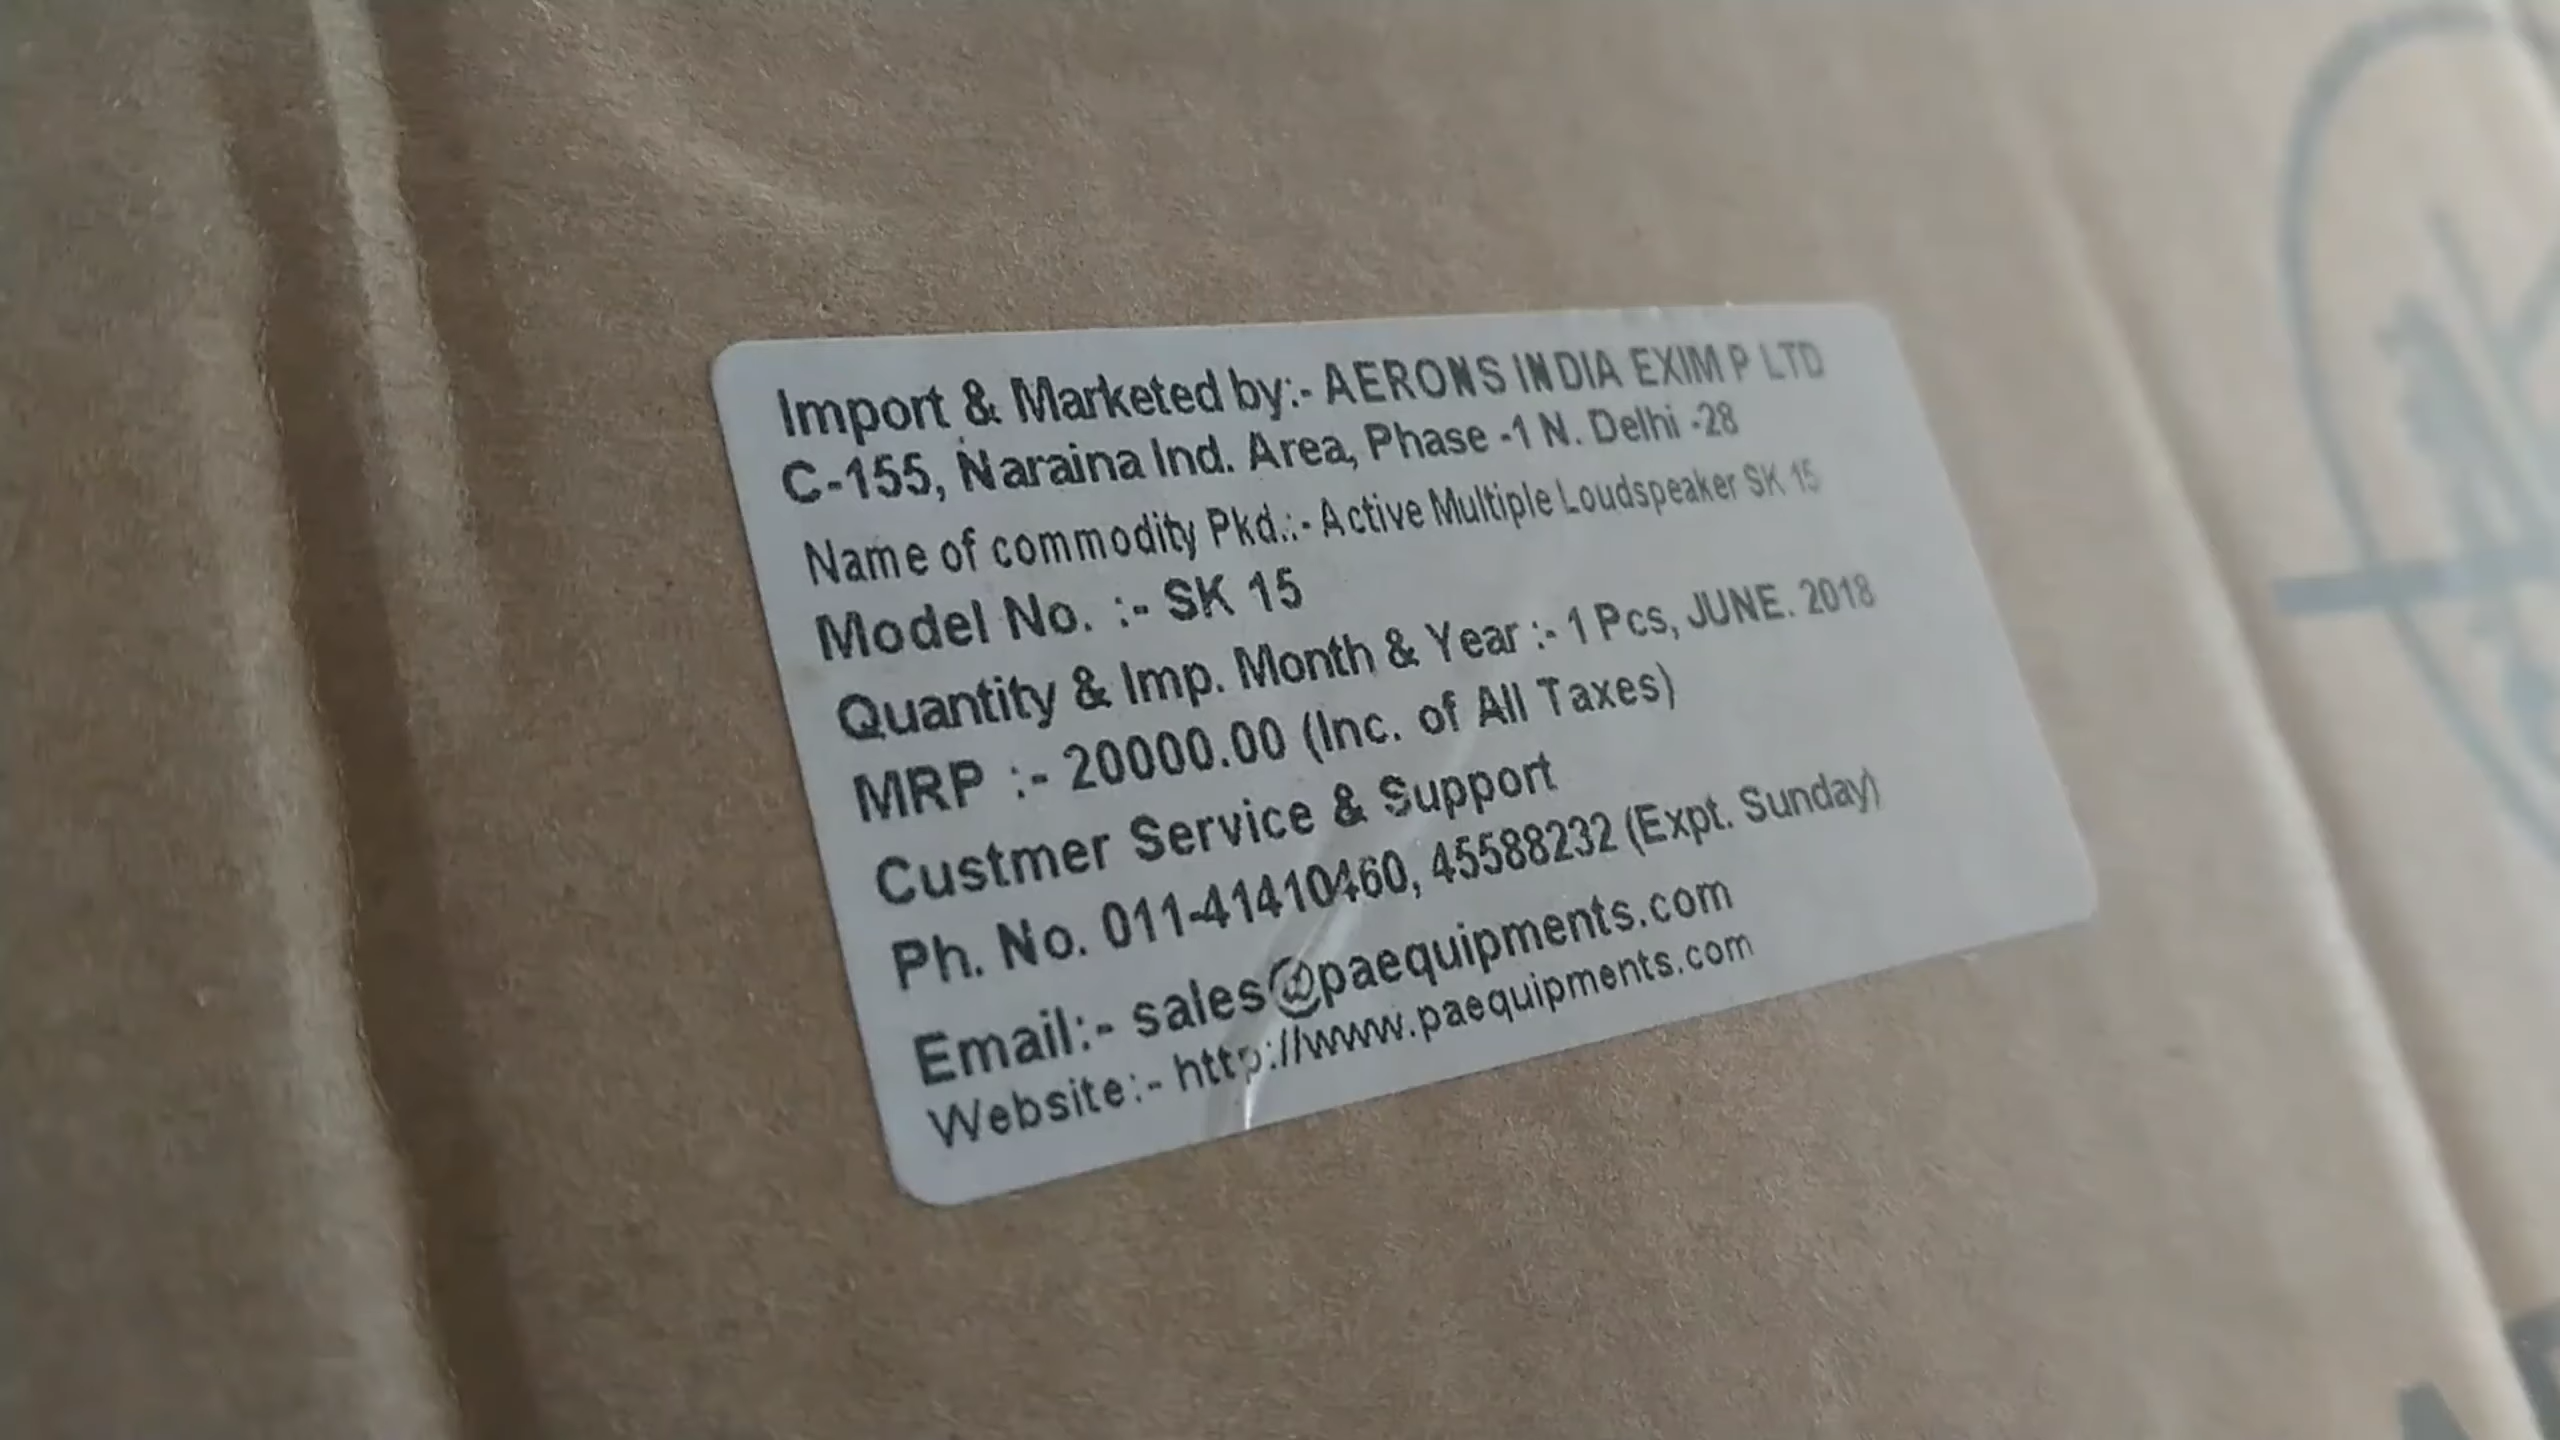 Import & Marketed by:- AERONS INDIA EXIM P LTD
C-155, Naraina Ind. Area, Phase -1 N. Delhi -28
Name of commodity Pkd.:- Active Multiple Loudspeaker SK 15
Model No. :- SK 15
Quantity & Imp. Month & Year :- 1 Pcs, JUNE. 2018
MRP :- 20000.00 (Inc. of All Taxes)
Custmer Service & Support
Ph. No. 011-41410460, 45588232 (Expt. Sunday)
Email:- sales@paequipments.com
Website:- http://www.paequipments.com